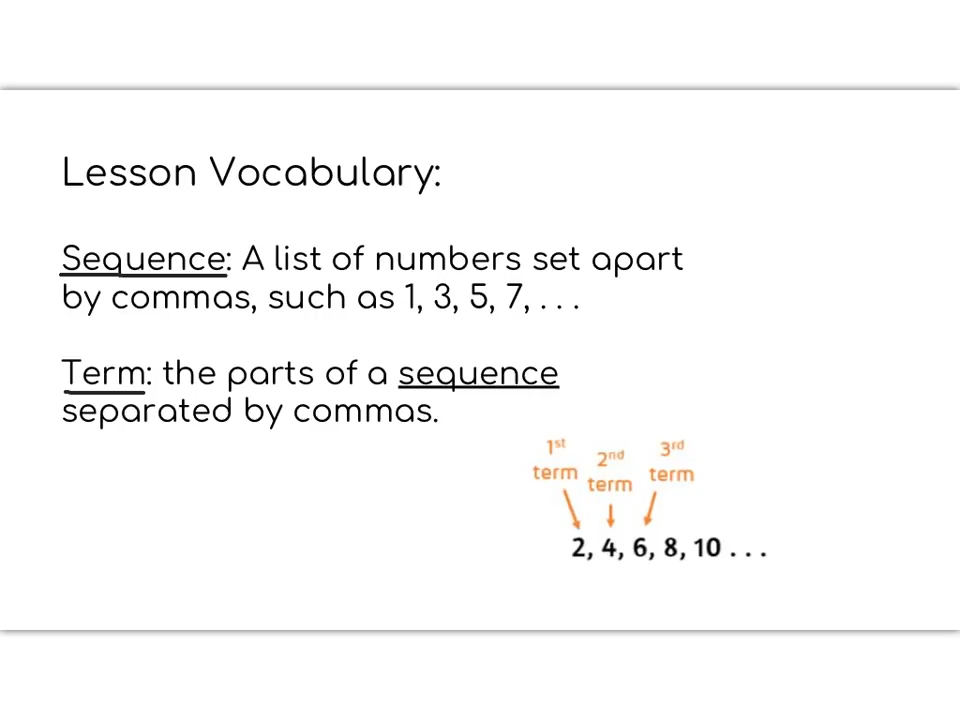 Lesson Vocabulary:
Sequence: A list of numbers set apart
by commas, such as 1, 3, 5, 7, . . .
Term: the parts of a sequence
separated by commas.
1st term
2nd term
3rd term
2, 4, 6, 8, 10 . . .